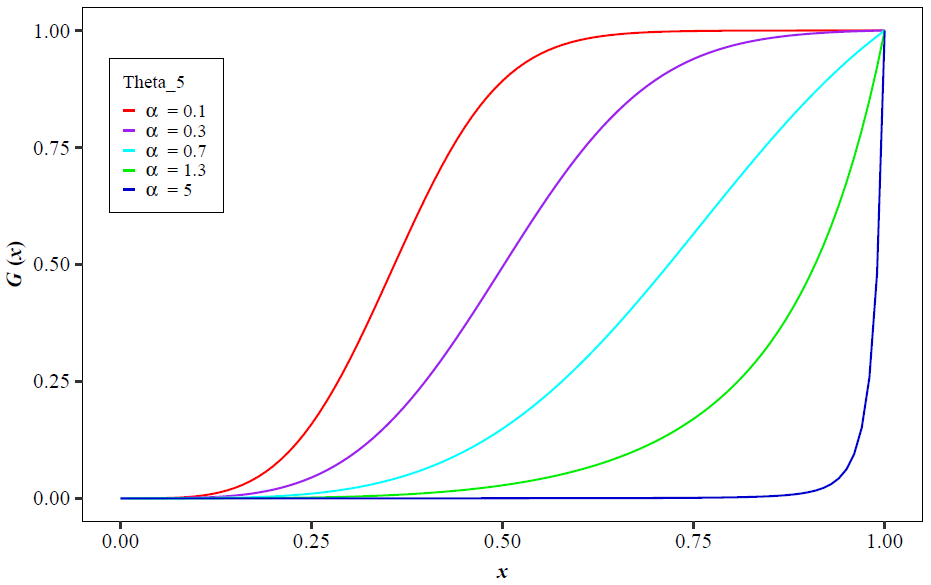 1.00
0.75
0.50
0.25
0.00
G (x)
Theta_5
α = 0.1
α = 0.3
α = 0.7
α = 1.3
α = 5
0.00 0.25 0.50 0.75 1.00
x